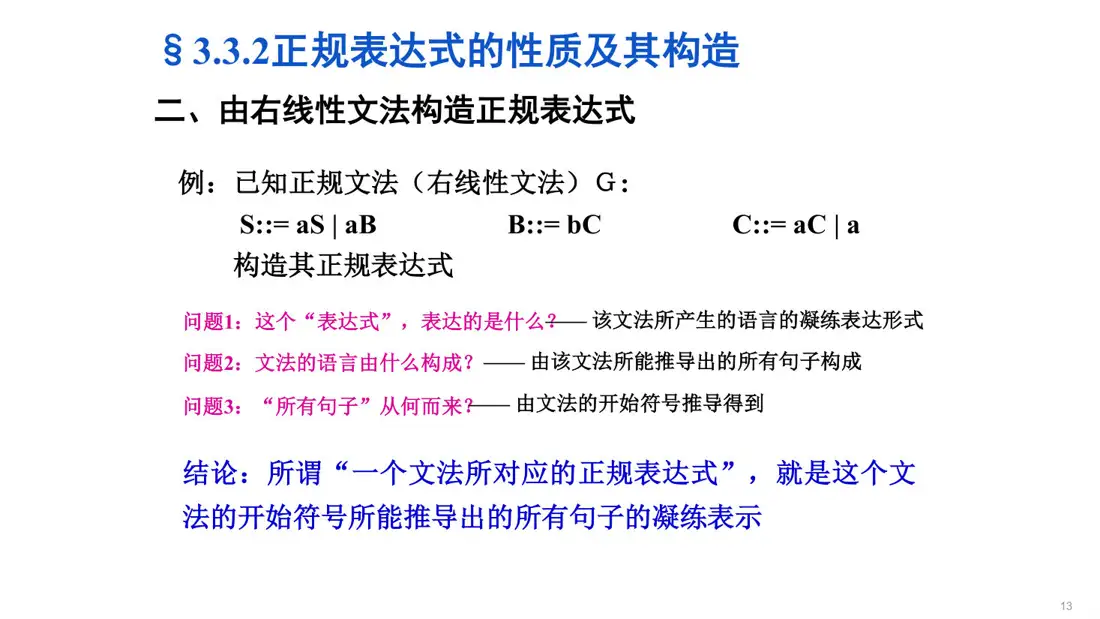 §3.3.2正规表达式的性质及其构造
二、由右线性文法构造正规表达式
例：已知正规文法（右线性文法）Ｇ:
S::= aS | aB B::= bC C::= aC | a
构造其正规表达式
问题1：这个“表达式”，表达的是什么？—— 该文法所产生的语言的凝练表达形式
问题2：文法的语言由什么构成？—— 由该文法所能推导出的所有句子构成
问题3：“所有句子”从何而来？—— 由文法的开始符号推导得到
结论：所谓“一个文法所对应的正规表达式”，就是这个文
法的开始符号所能推导出的所有句子的凝练表示
13